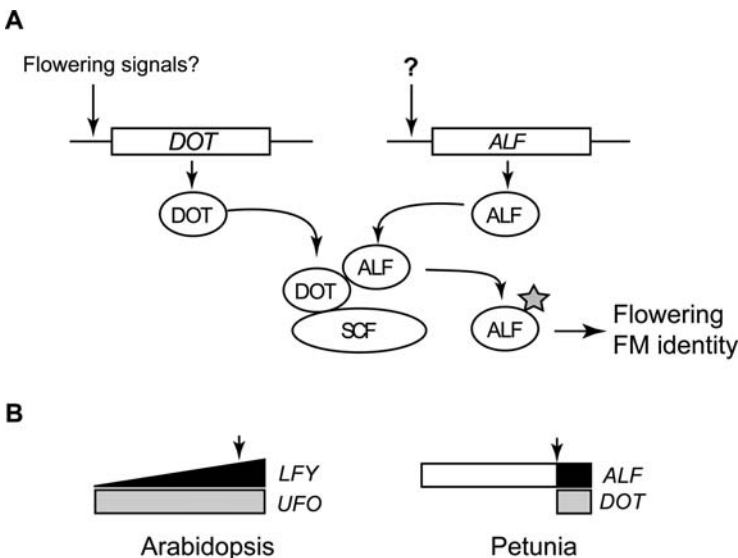 A
Flowering signals?
?
DOT
ALF
DOT
ALF
ALF
DOT
SCF
ALF
Flowering
FM identity
B
LFY
UFO
Arabidopsis
ALF
DOT
Petunia